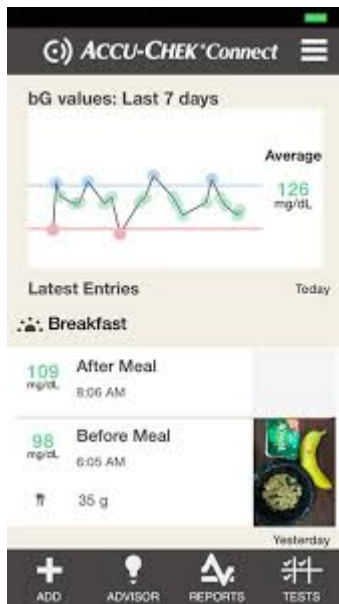 ACCU-CHEK®Connect
bG values: Last 7 days
Average
126
mg/dL
Latest Entries
Today
Breakfast
109
mg/dL
After Meal
8:06 AM
98
mg/dL
Before Meal
6:05 AM
35 g
Yesterday
ADD
ADVISOR
REPORTS
TESTS